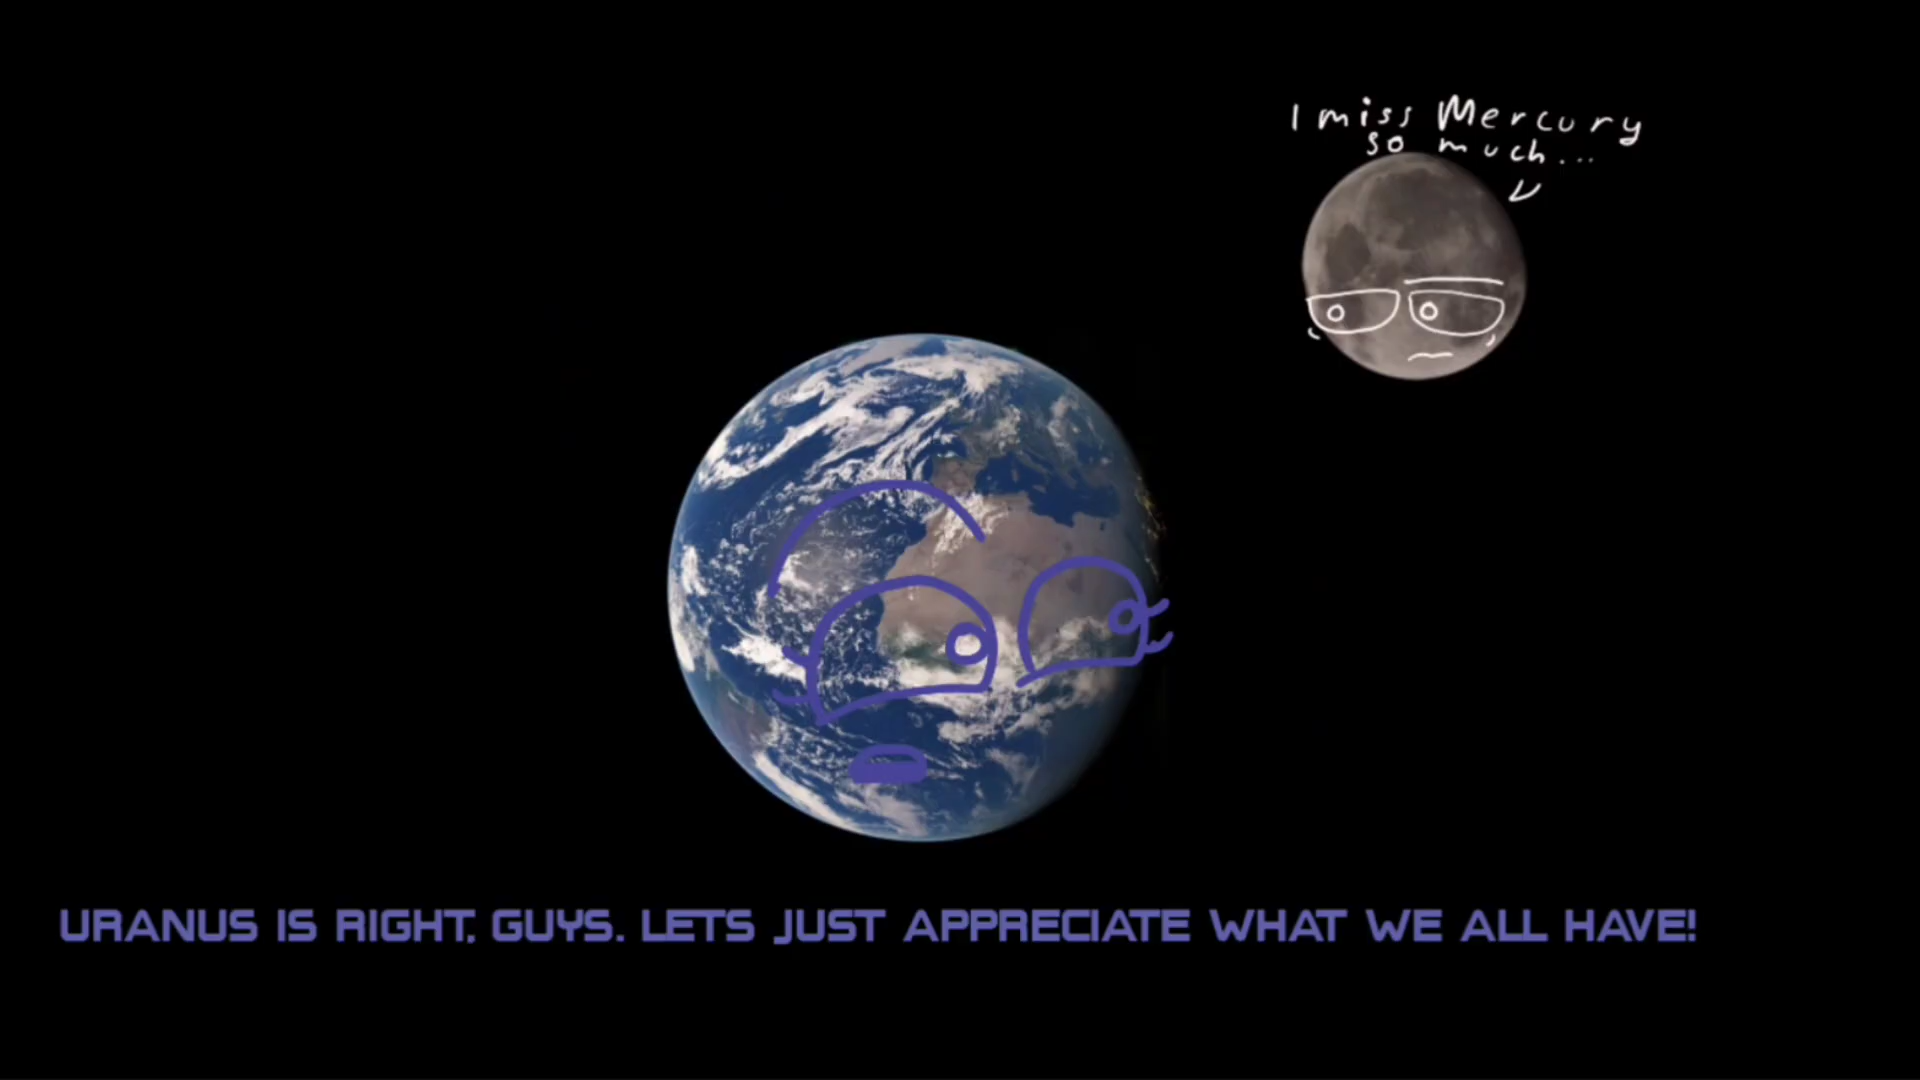 I miss Mercury
so much...
URANUS IS RIGHT, GUYS. LETS JUST APPRECIATE WHAT WE ALL HAVE!